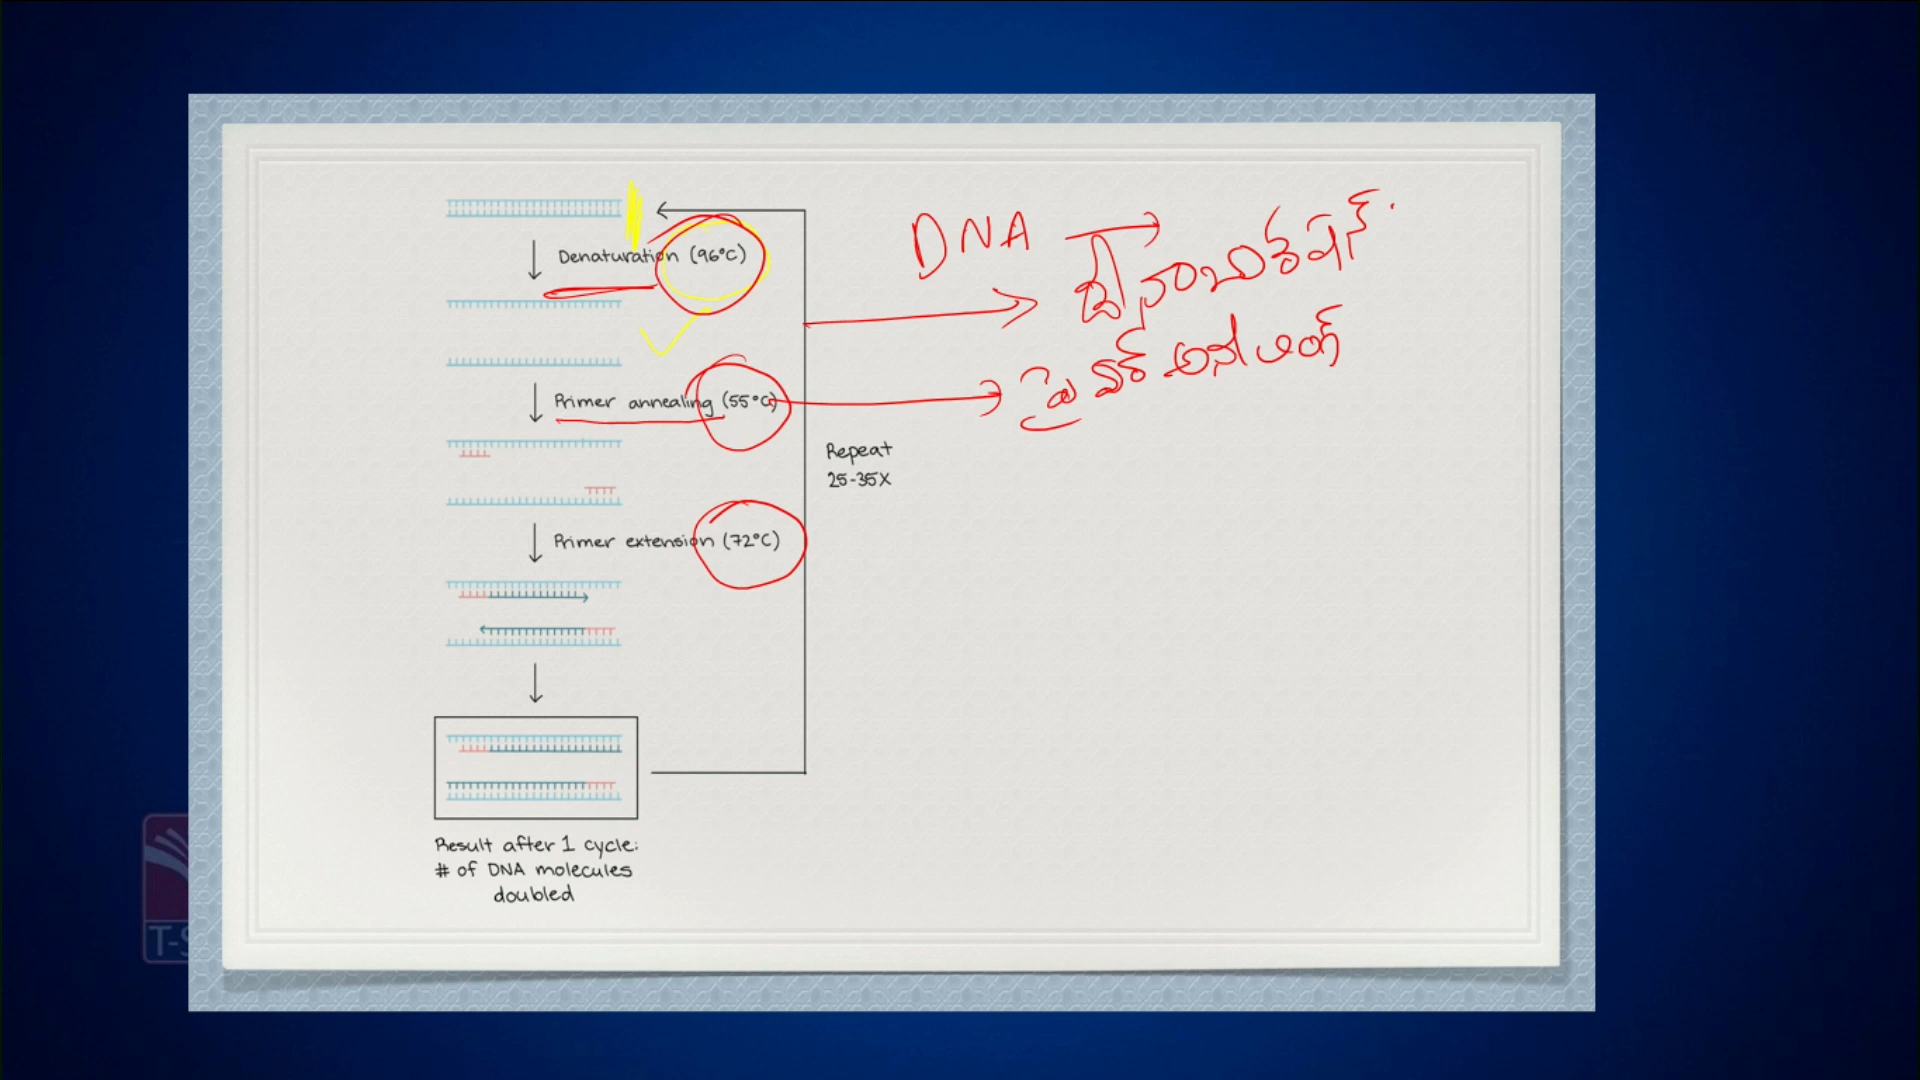 Denaturation (96°C)
Primer annealing (55°C)
Primer extension (72°C)
Repeat
25-35X
Result after 1 cycle:
# of DNA molecules
doubled
DNA
T-S